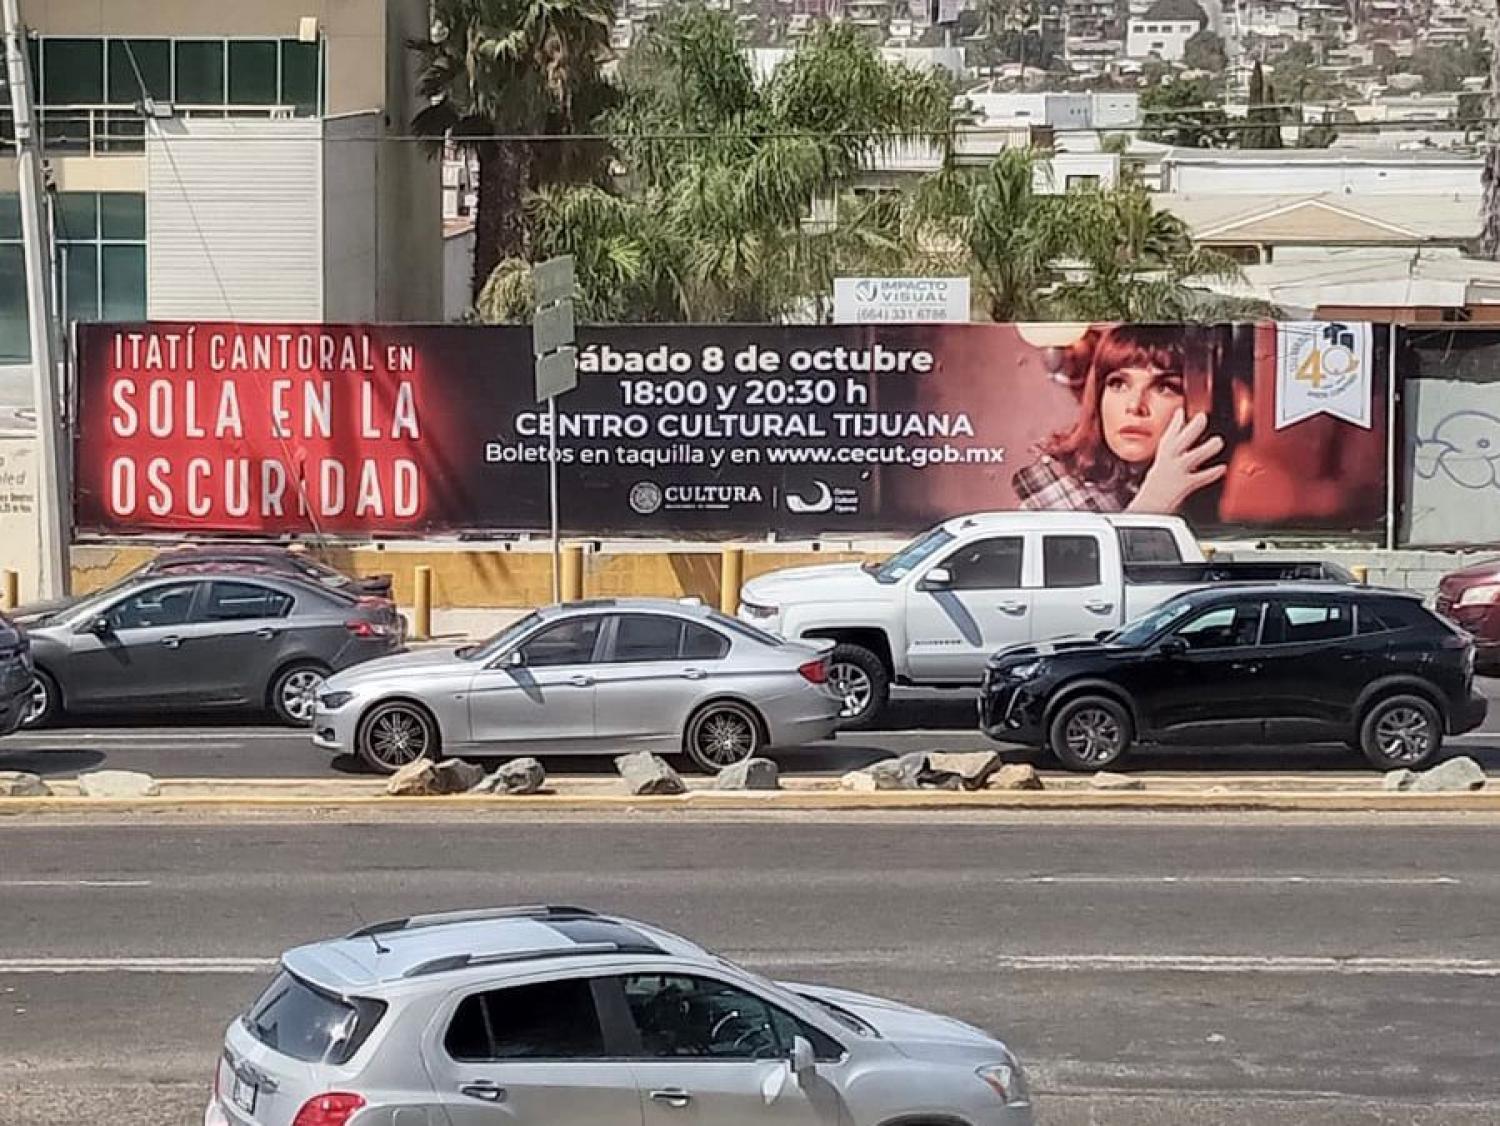 IMPACTO
VISUAL
(664) 331 6786
ITATÍ CANTORAL EN
SOLA EN LA
OSCURIDAD
Sábado 8 de octubre
18:00 y 20:30 h
CENTRO CULTURAL TIJUANA
Boletos en taquilla y en www.cecut.gob.mx
CULTURA
40